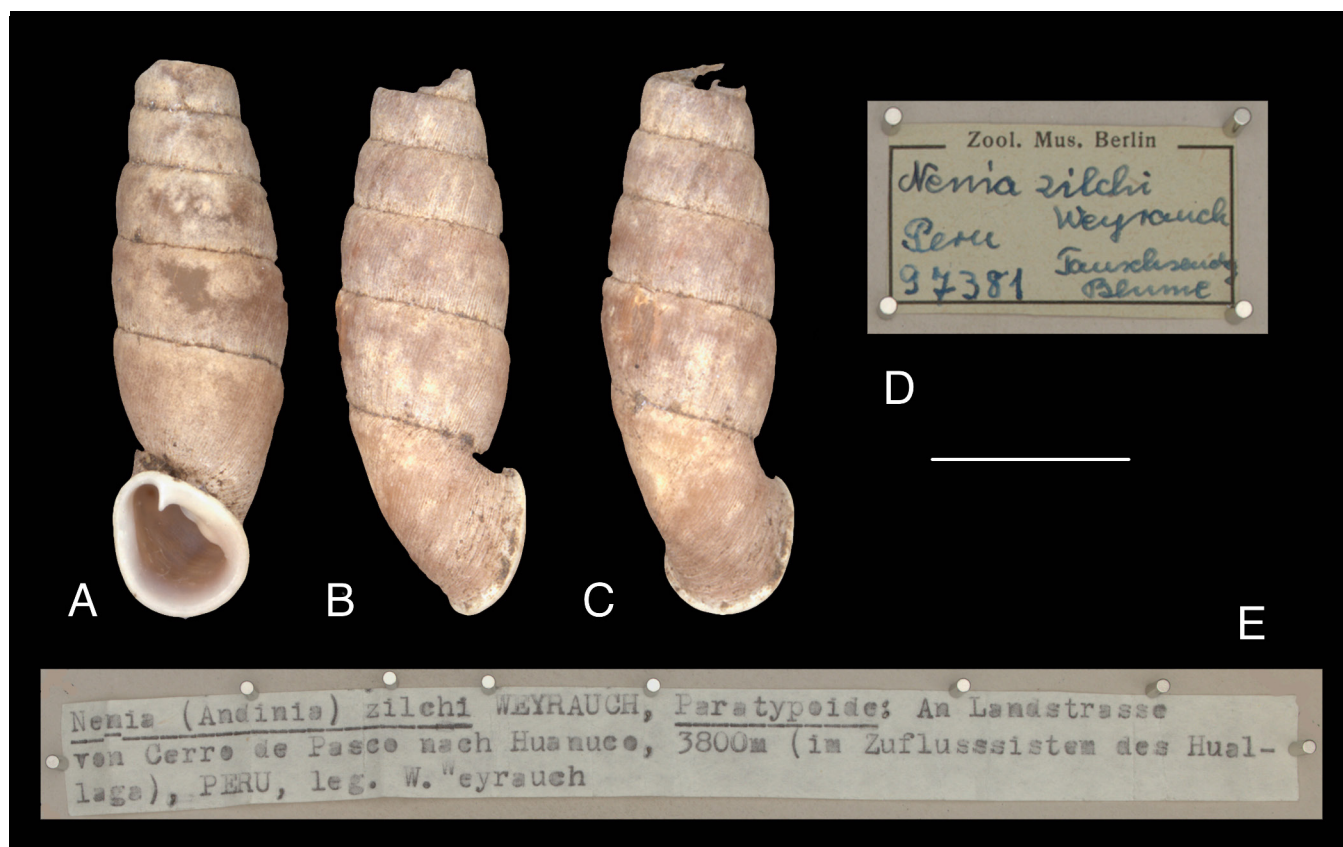 A
B
C
Zool. Mus. Berlin
Nenia zilchi
Weyrauch
Peru
97381
Blume
D
E
Nenia (Andinia) zilchi WEYRAUCH, Paratypoide; An Landstrasse
von Cerro de Pasco nach Huanuco, 3800m (im Zuflusssistem des Hual-
laga), PERU, leg. W. Weyrauch